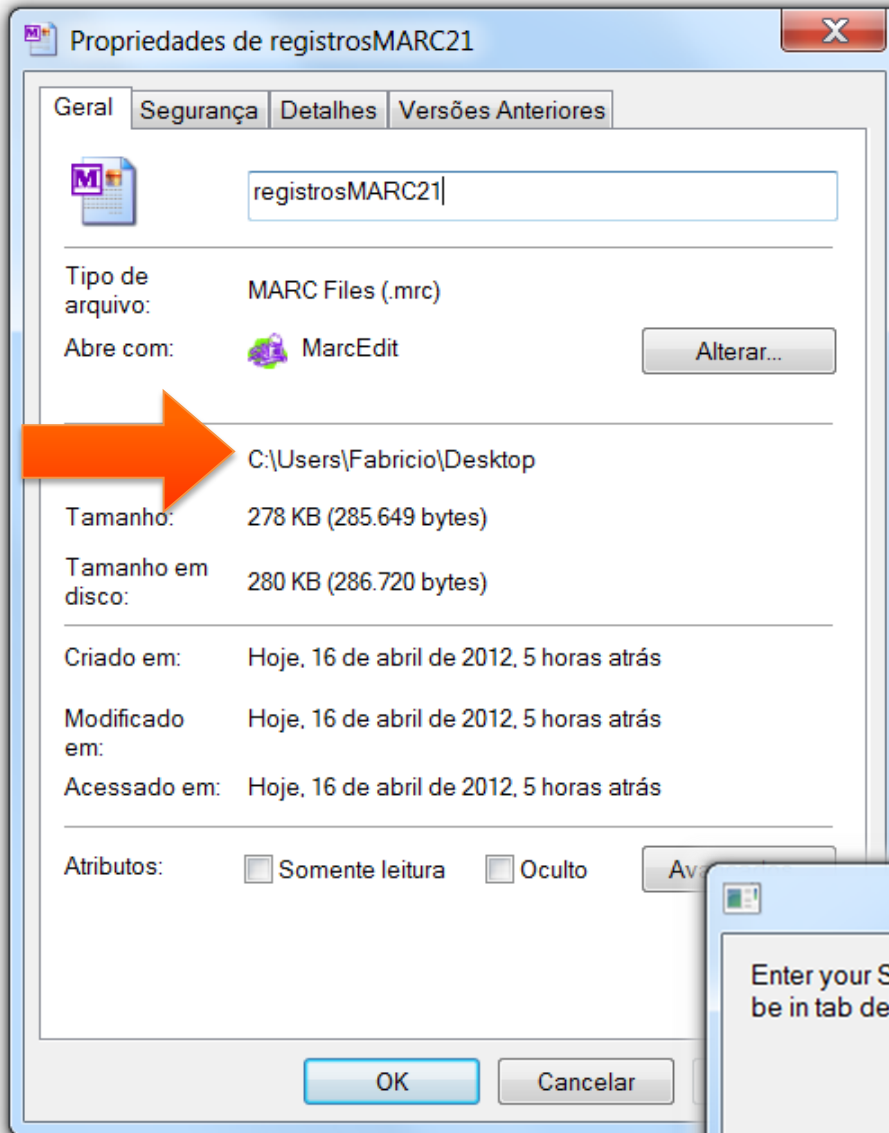 Propriedades de registrosMARC21
Geral Segurança Detalhes Versões Anteriores
registrosMARC21
Tipo de
arquivo: MARC Files (.mrc)
Abre com: MarcEdit Alterar...
C:\Users\Fabricio\Desktop
Tamanho: 278 KB (285.649 bytes)
Tamanho em
disco: 280 KB (286.720 bytes)
Criado em: Hoje, 16 de abril de 2012, 5 horas atrás
Modificado
em: Hoje, 16 de abril de 2012, 5 horas atrás
Acessado em: Hoje, 16 de abril de 2012, 5 horas atrás
Atributos: Somente leitura Oculto
Enter your S
be in tab de
OK Cancelar